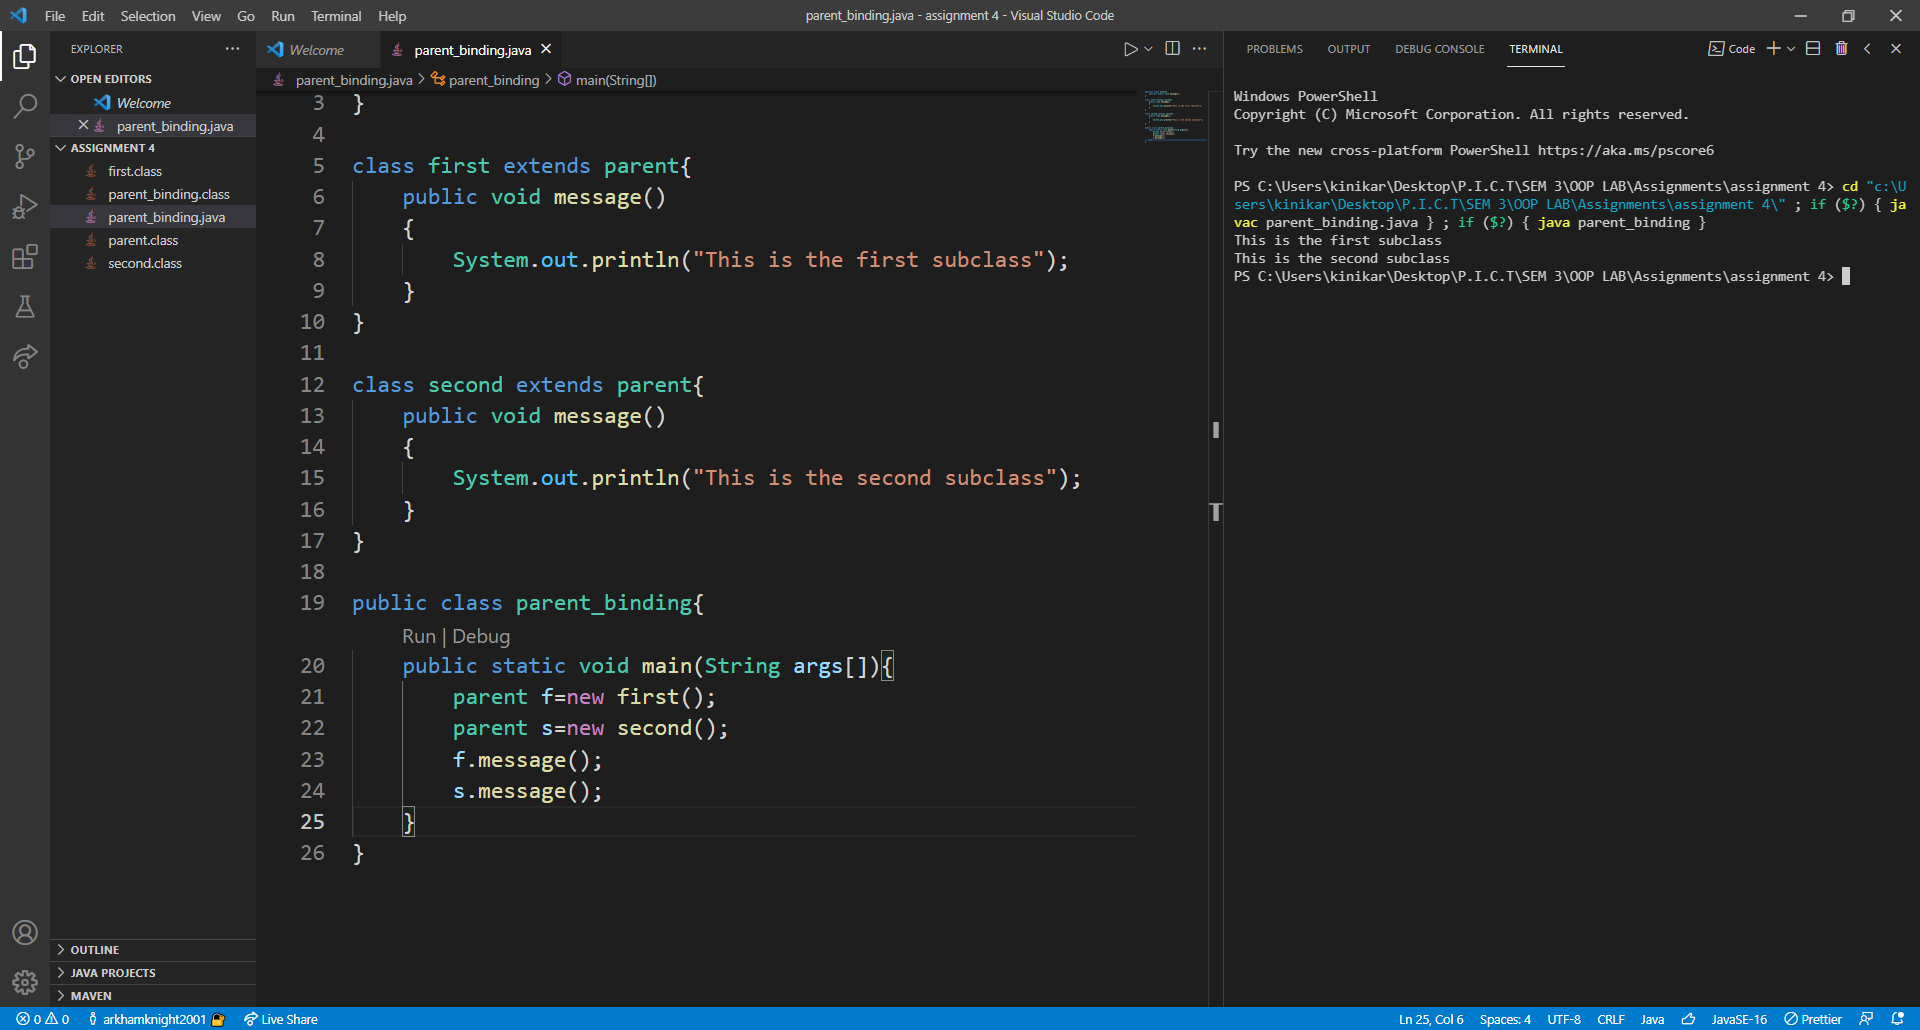 File Edit Selection View Go Run Terminal Help
parent_binding.java - assignment 4 - Visual Studio Code
EXPLORER
OPEN EDITORS
Welcome
parent_binding.java
ASSIGNMENT 4
first.class
parent_binding.class
parent_binding.java
parent.class
second.class
OUTLINE
JAVA PROJECTS
MAVEN
Welcome
parent_binding.java
parent_binding.java > parent_binding > main(String[])
3 }
4
5 class first extends parent{
6 public void message()
7 {
8 System.out.println("This is the first subclass");
9 }
10 }
11
12 class second extends parent{
13 public void message()
14 {
15 System.out.println("This is the second subclass");
16 }
17 }
18
19 public class parent_binding{
Run | Debug
20 public static void main(String args[]){
21 parent f=new first();
22 parent s=new second();
23 f.message();
24 s.message();
25 }
26 }
PROBLEMS OUTPUT DEBUG CONSOLE TERMINAL
Code
Windows PowerShell
Copyright (C) Microsoft Corporation. All rights reserved.
Try the new cross-platform PowerShell https://aka.ms/pscore6
PS C:\Users\kinikar\Desktop\P.I.C.T\SEM 3\OOP LAB\Assignments\assignment 4> cd "c:\U
sers\kinikar\Desktop\P.I.C.T\SEM 3\OOP LAB\Assignments\assignment 4\" ; if ($?) { ja
vac parent_binding.java } ; if ($?) { java parent_binding }
This is the first subclass
This is the second subclass
PS C:\Users\kinikar\Desktop\P.I.C.T\SEM 3\OOP LAB\Assignments\assignment 4>
0 0 arkhamknight2001 Live Share
Ln 25, Col 6 Spaces: 4 UTF-8 CRLF Java JavaSE-16 Prettier